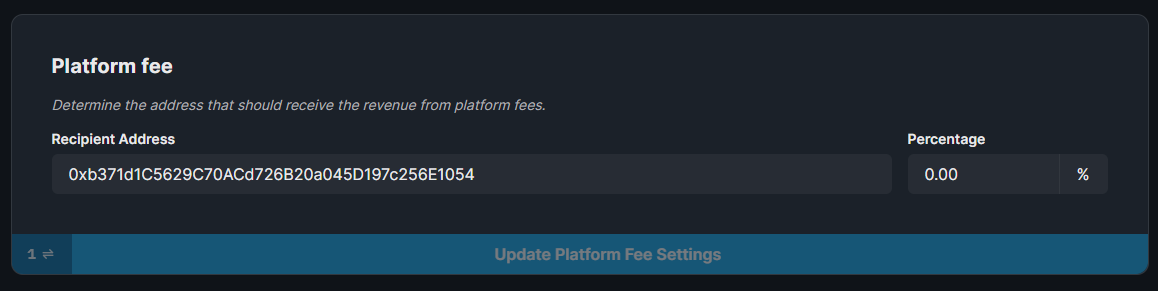 Platform fee
Determine the address that should receive the revenue from platform fees.
Recipient Address
Percentage
0xb371d1C5629C70ACd726B20a045D197c256E1054
0.00
%
1 ⇌
Update Platform Fee Settings